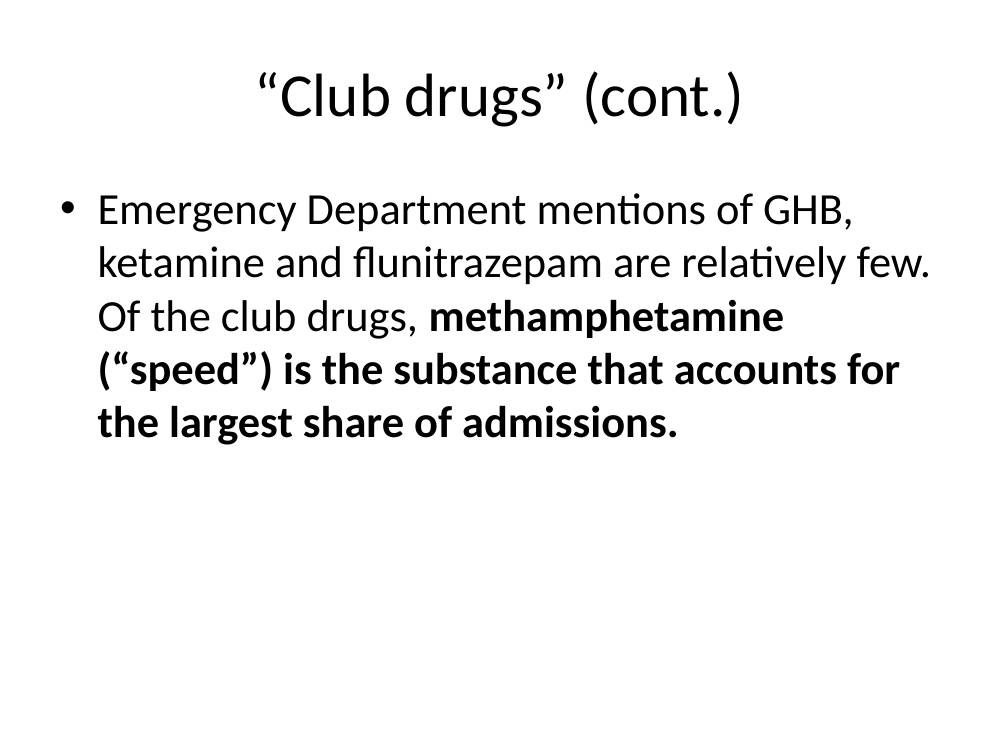 “Club drugs” (cont.)
• Emergency Department mentions of GHB,
ketamine and flunitrazepam are relatively few.
Of the club drugs, methamphetamine
(“speed”) is the substance that accounts for
the largest share of admissions.